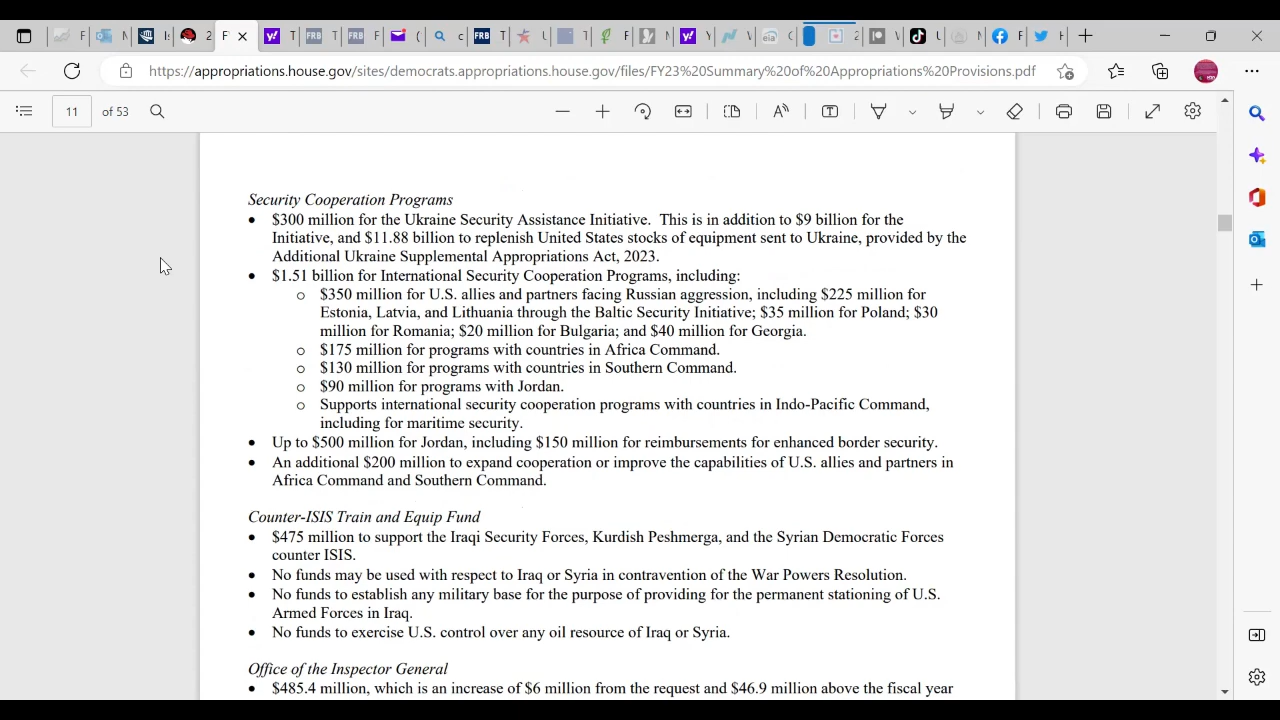 F
N
Is
2
F
T
T
F
(
c
T
U
T
F
N
Y
V
C
2
V
U
N
F
H
https://appropriations.house.gov/sites/democrats.appropriations.house.gov/files/FY23%20Summary%20of%20Appropriations%20Provisions.pdf
11 of 53
Security Cooperation Programs
• $300 million for the Ukraine Security Assistance Initiative.  This is in addition to $9 billion for the
Initiative, and $11.88 billion to replenish United States stocks of equipment sent to Ukraine, provided by the
Additional Ukraine Supplemental Appropriations Act, 2023.
• $1.51 billion for International Security Cooperation Programs, including:
o $350 million for U.S. allies and partners facing Russian aggression, including $225 million for
Estonia, Latvia, and Lithuania through the Baltic Security Initiative; $35 million for Poland; $30
million for Romania; $20 million for Bulgaria; and $40 million for Georgia.
o $175 million for programs with countries in Africa Command.
o $130 million for programs with countries in Southern Command.
o $90 million for programs with Jordan.
o Supports international security cooperation programs with countries in Indo-Pacific Command,
including for maritime security.
• Up to $500 million for Jordan, including $150 million for reimbursements for enhanced border security.
• An additional $200 million to expand cooperation or improve the capabilities of U.S. allies and partners in
Africa Command and Southern Command.
Counter-ISIS Train and Equip Fund
• $475 million to support the Iraqi Security Forces, Kurdish Peshmerga, and the Syrian Democratic Forces
counter ISIS.
• No funds may be used with respect to Iraq or Syria in contravention of the War Powers Resolution.
• No funds to establish any military base for the purpose of providing for the permanent stationing of U.S.
Armed Forces in Iraq.
• No funds to exercise U.S. control over any oil resource of Iraq or Syria.
Office of the Inspector General
• $485.4 million, which is an increase of $6 million from the request and $46.9 million above the fiscal year